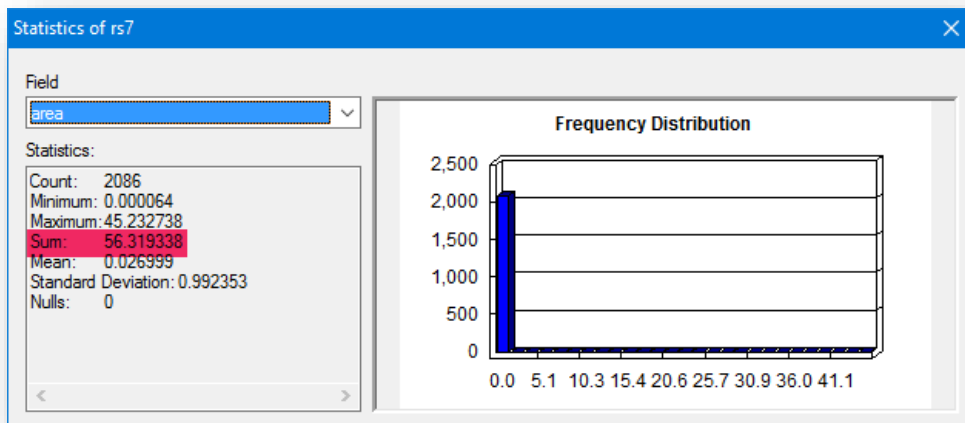 Statistics of rs7
Field
area
Statistics:
Count: 2086
Minimum: 0.000064
Maximum: 45.232738
Sum: 56.319338
Mean: 0.026999
Standard Deviation: 0.992353
Nulls: 0
Frequency Distribution
2,500
2,000
1,500
1,000
500
0
0.0 5.1 10.3 15.4 20.6 25.7 30.9 36.0 41.1